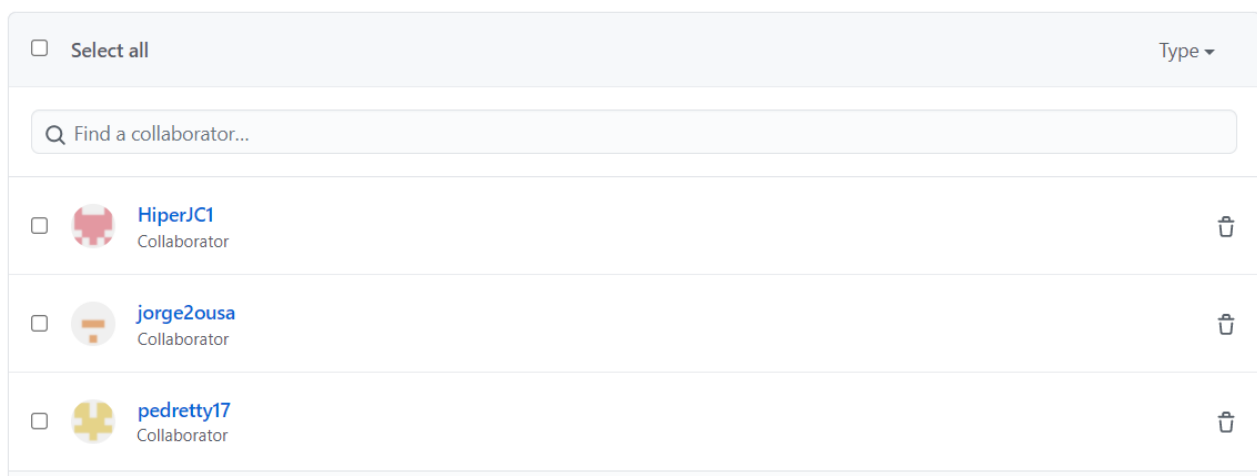 Select all
Type
Find a collaborator...
HiperJC1
Collaborator
jorge2ousa
Collaborator
pedretty17
Collaborator